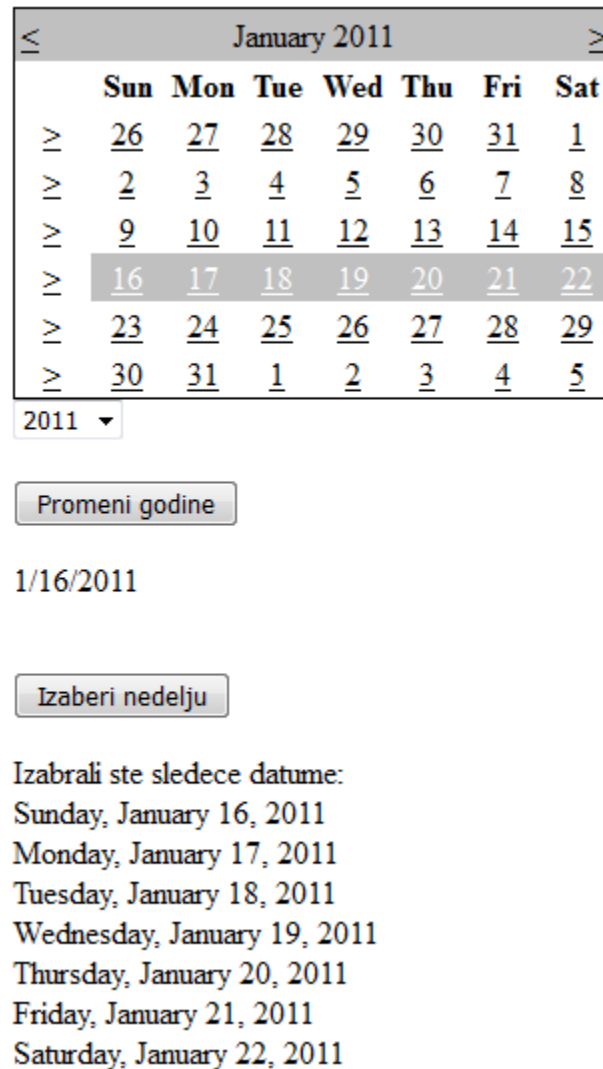 < January 2011 >
Sun Mon Tue Wed Thu Fri Sat
> 26 27 28 29 30 31 1
> 2 3 4 5 6 7 8
> 9 10 11 12 13 14 15
> 16 17 18 19 20 21 22
> 23 24 25 26 27 28 29
> 30 31 1 2 3 4 5
2011
Promeni godine
1/16/2011
Izaberi nedelju
Izabrali ste sledece datume:
Sunday, January 16, 2011
Monday, January 17, 2011
Tuesday, January 18, 2011
Wednesday, January 19, 2011
Thursday, January 20, 2011
Friday, January 21, 2011
Saturday, January 22, 2011